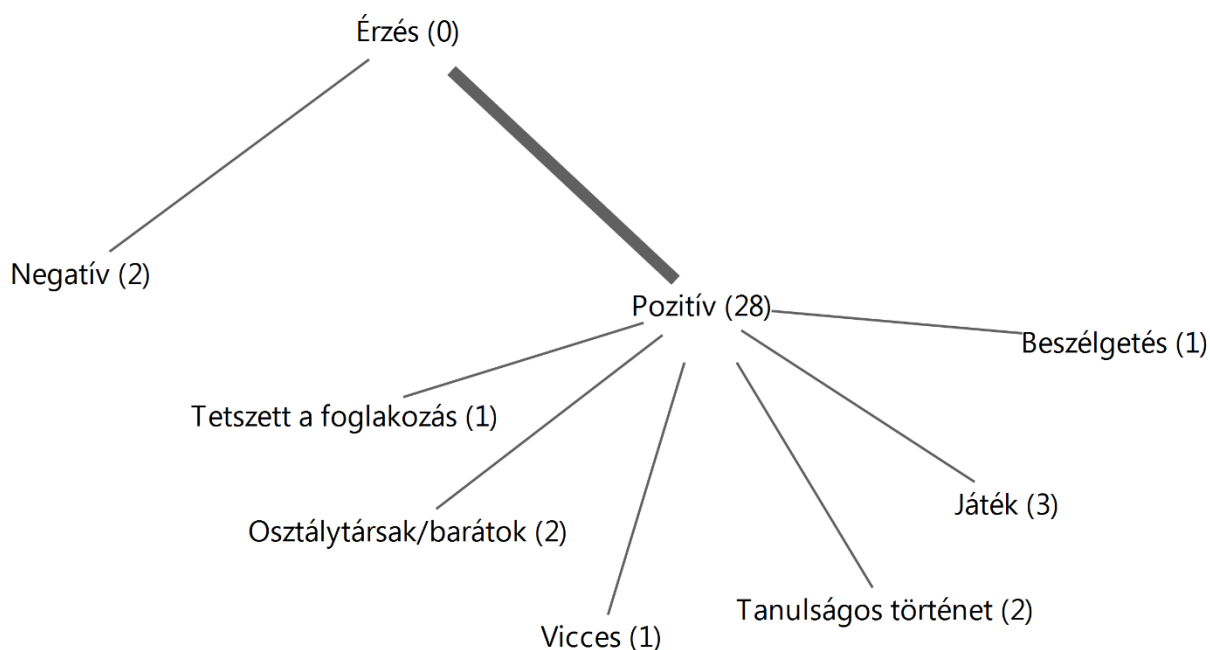 Érzés (0)
Negatív (2)
Pozitív (28)
Beszélgetés (1)
Tetszett a foglakozás (1)
Játék (3)
Osztálytársak/barátok (2)
Tanulságos történet (2)
Vicces (1)